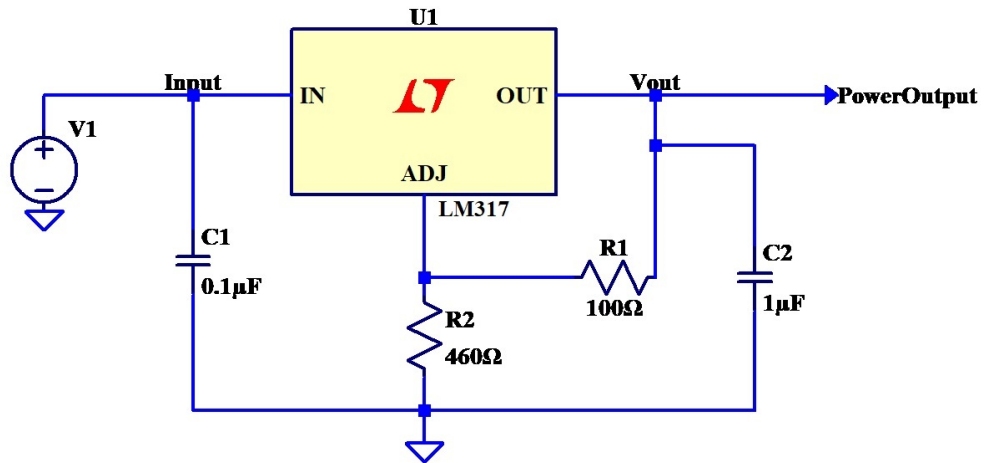 U1
Input
IN
OUT
Vout
PowerOutput
V1
ADJ
LM317
C1
0.1µF
R1
100Ω
C2
1µF
R2
460Ω